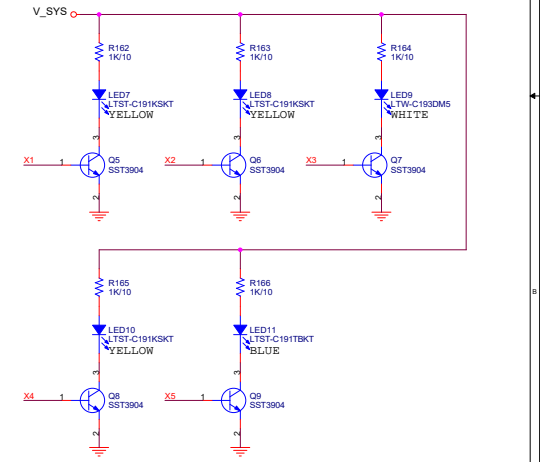 V_SYS
R162
1K/10
R163
1K/10
R164
1K/10
LED7
LTST-C191KSKT
YELLOW
LED8
LTST-C191KSKT
YELLOW
LED9
LTW-C193DM5
WHITE
3
3
3
X1
1
Q5
SST3904
X2
1
Q6
SST3904
X3
1
Q7
SST3904
2
2
2
R165
1K/10
R166
1K/10
B
LED10
LTST-C191KSKT
YELLOW
LED11
LTST-C191TBKT
BLUE
3
3
X4
1
Q8
SST3904
X5
1
Q9
SST3904
2
2